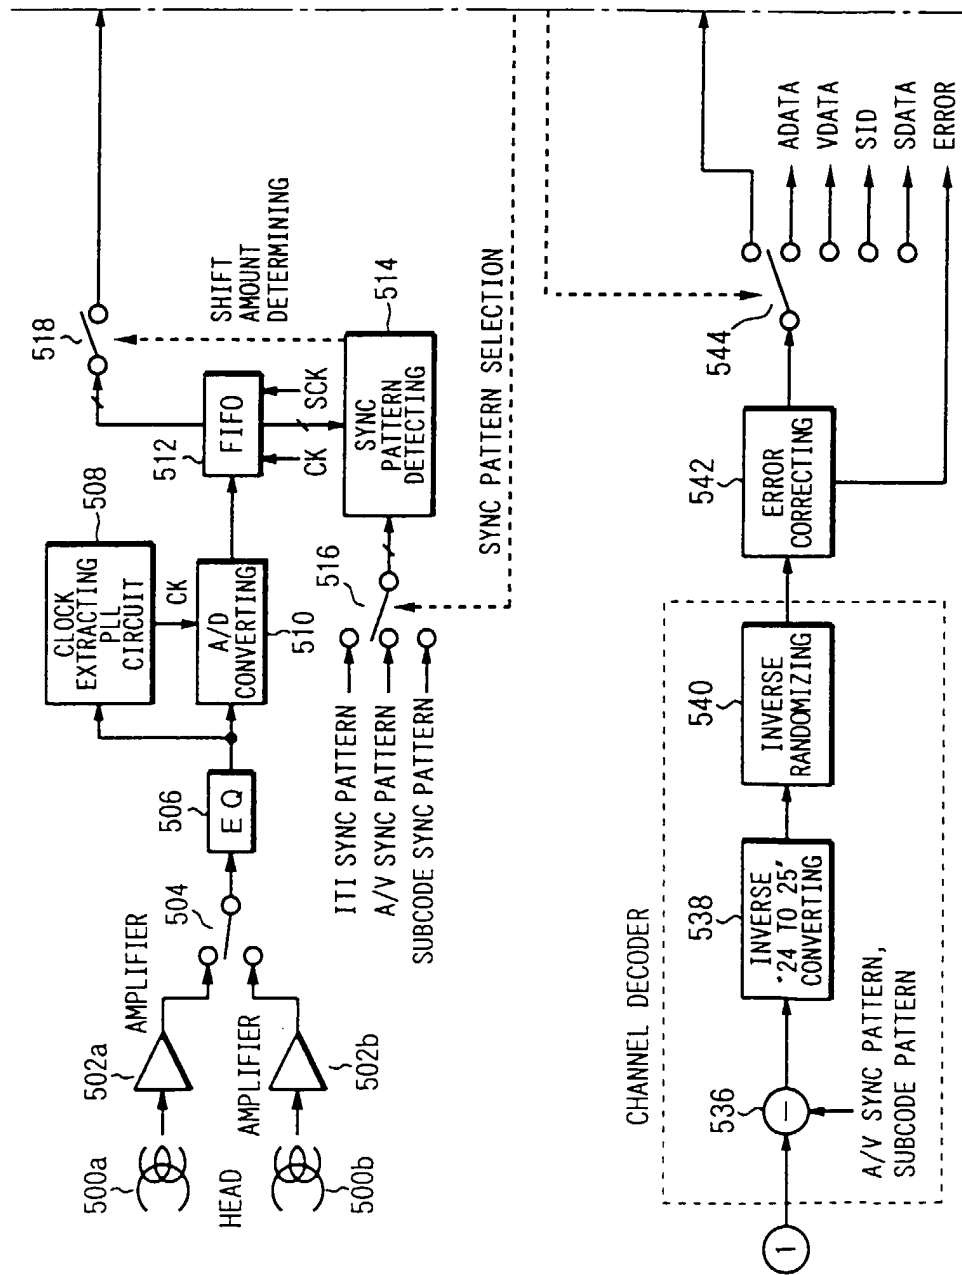 500a
HEAD
500b
502a
AMPLIFIER
AMPLIFIER
502b
504
506
EQ
CLOCK
EXTRACTING
PLL
CIRCUIT
508
CK
A/D
CONVERTING
510
512
FIFO
CK
SCK
518
SHIFT
AMOUNT
DETERMINING
514
SYNC
PATTERN
DETECTING
516
ITI SYNC PATTERN
A/V SYNC PATTERN
SUBCODE SYNC PATTERN
SYNC PATTERN SELECTION
CHANNEL DECODER
1
536
−
A/V SYNC PATTERN,
SUBCODE PATTERN
538
INVERSE
'24 TO 25'
CONVERTING
540
INVERSE
RANDOMIZING
542
ERROR
CORRECTING
544
ADATA
VDATA
SID
SDATA
ERROR